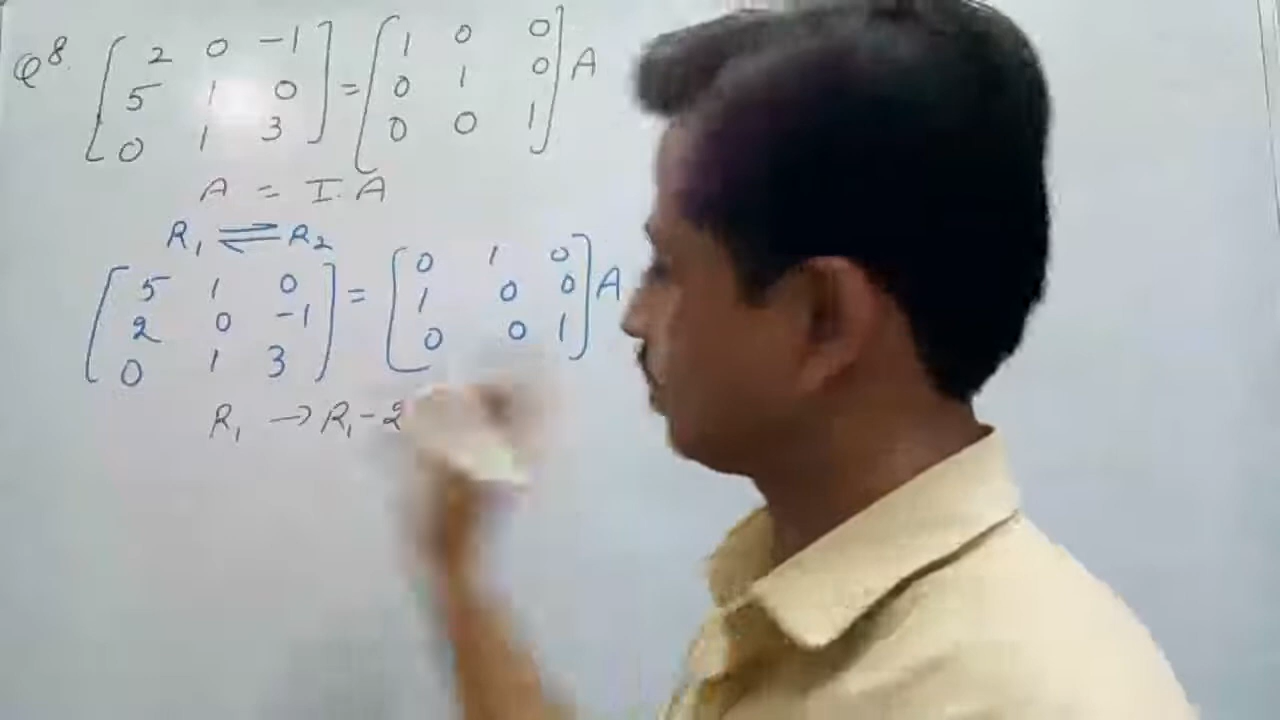 Q8. [ 2 0 -1 ] = [ 1 0 0 ] A
[ 5 1 0 ] [ 0 1 0 ]
[ 0 1 3 ] [ 0 0 1 ]
A = I.A
R₁ ⇌ R₂
[ 5 1 0 ] = [ 0 1 0 ] A
[ 2 0 -1 ] [ 1 0 0 ]
[ 0 1 3 ] [ 0 0 1 ]
R₁ → R₁ - 2